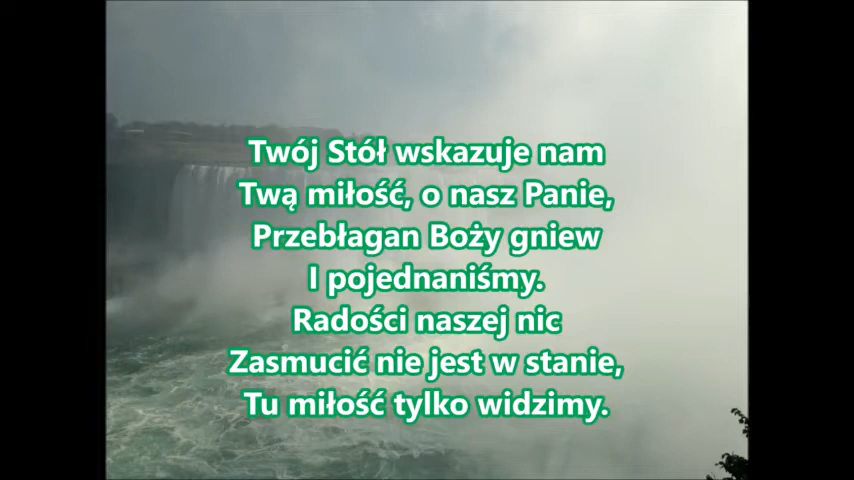 Twój Stół wskazuje nam
Twą miłość, o nasz Panie,
Przebłagan Boży gniew
I pojednaniśmy.
Radości naszej nic
Zasmucić nie jest w stanie,
Tu miłość tylko widzimy.